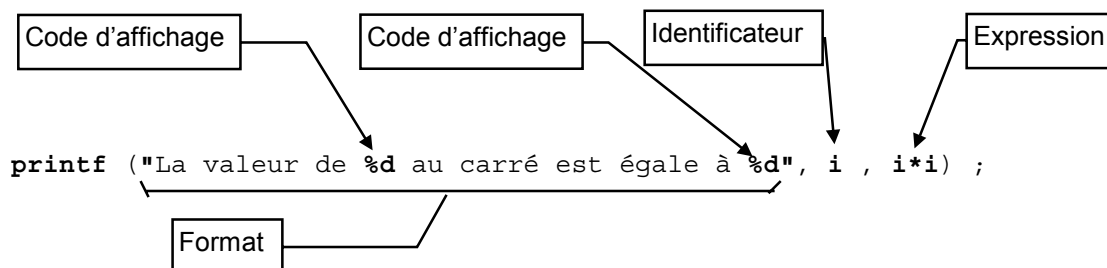 Code d'affichage
Code d'affichage
Identificateur
Expression
printf ("La valeur de %d au carré est égale à %d", i , i*i) ;
Format